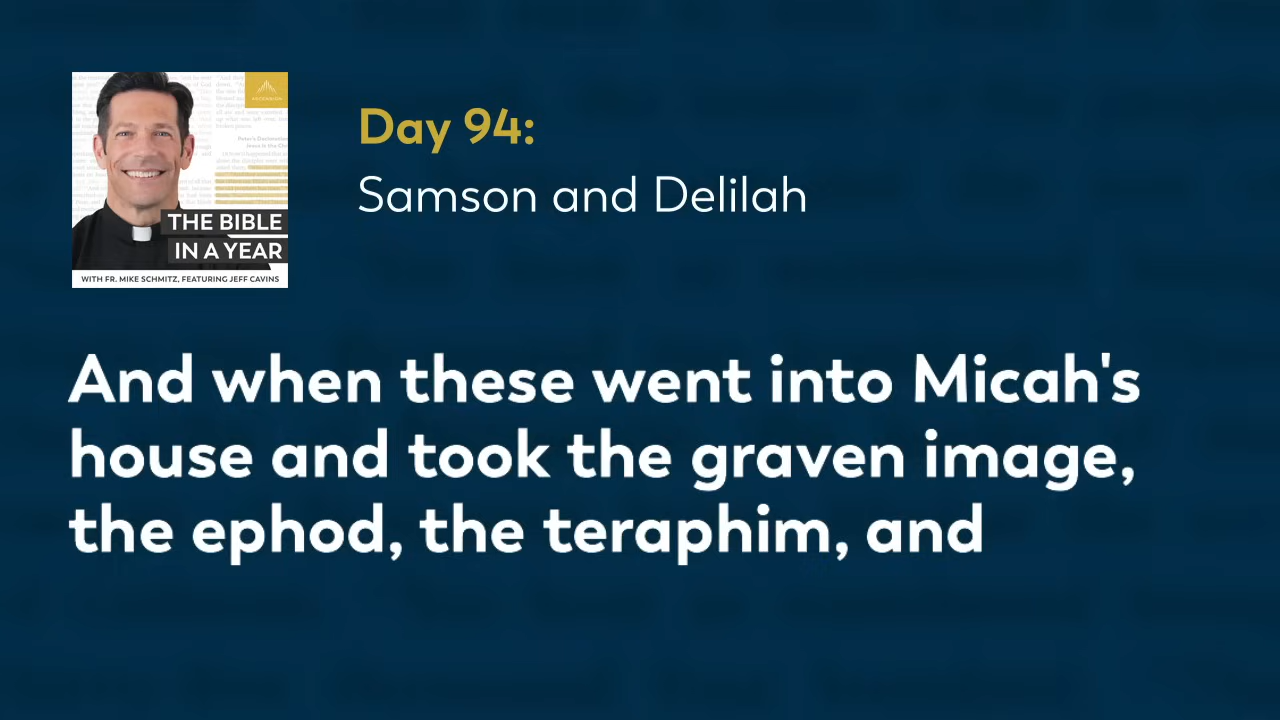 Day 94:
Samson and Delilah
THE BIBLE
IN A YEAR
WITH FR. MIKE SCHMITZ, FEATURING JEFF CAVINS
And when these went into Micah's
house and took the graven image,
the ephod, the teraphim, and